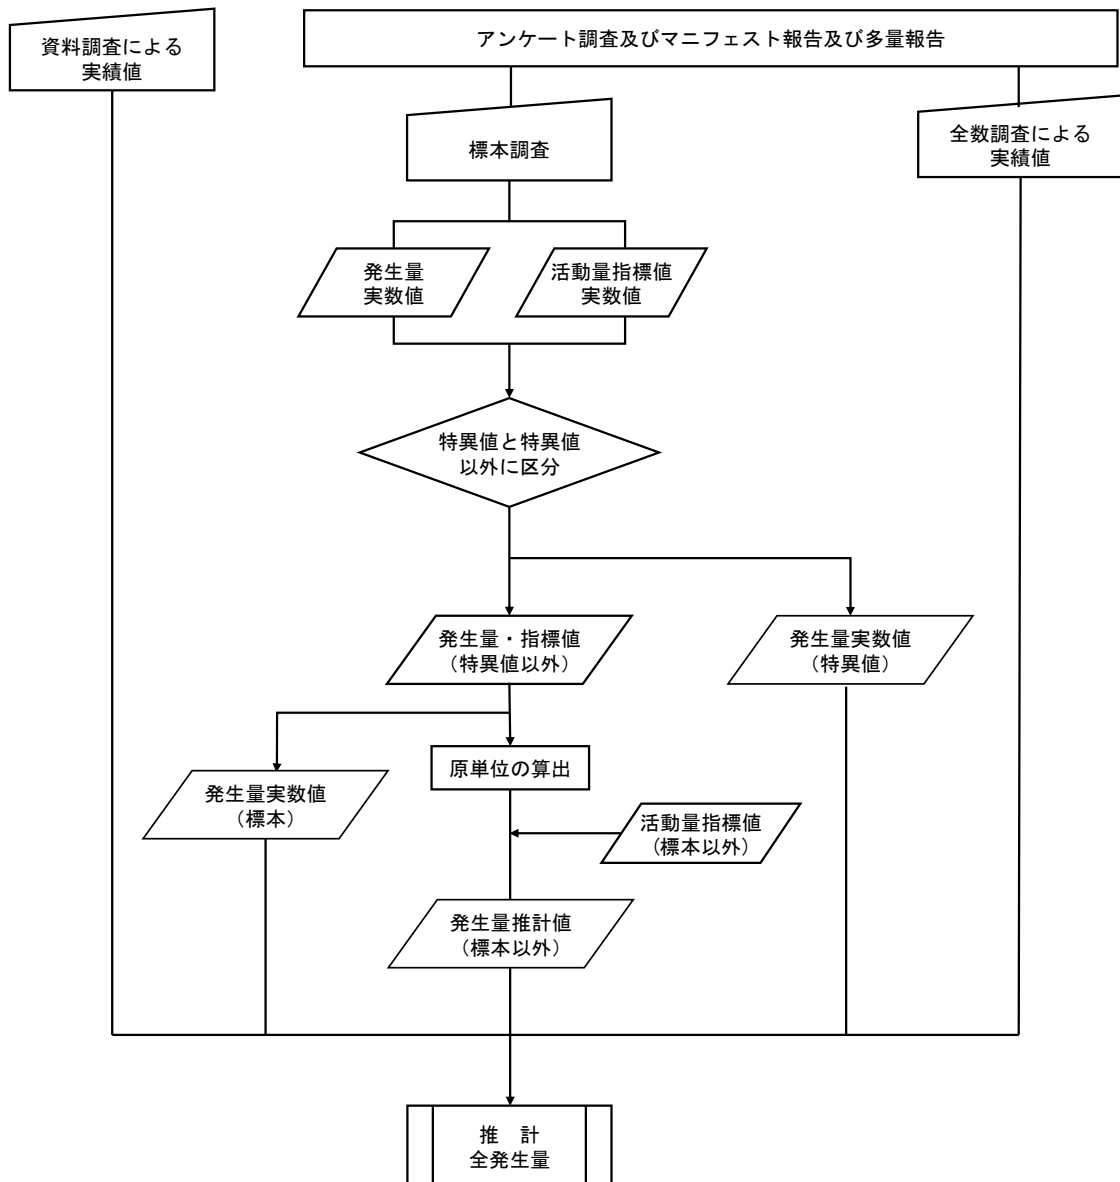 資料調査による
実績値
アンケート調査及びマニフェスト報告及び多量報告
標本調査
全数調査による
実績値
発生量
実数値
活動量指標値
実数値
特異値と特異値
以外に区分
発生量・指標値
（特異値以外）
発生量実数値
（特異値）
原単位の算出
発生量実数値
（標本）
活動量指標値
（標本以外）
発生量推計値
（標本以外）
推　計
全発生量